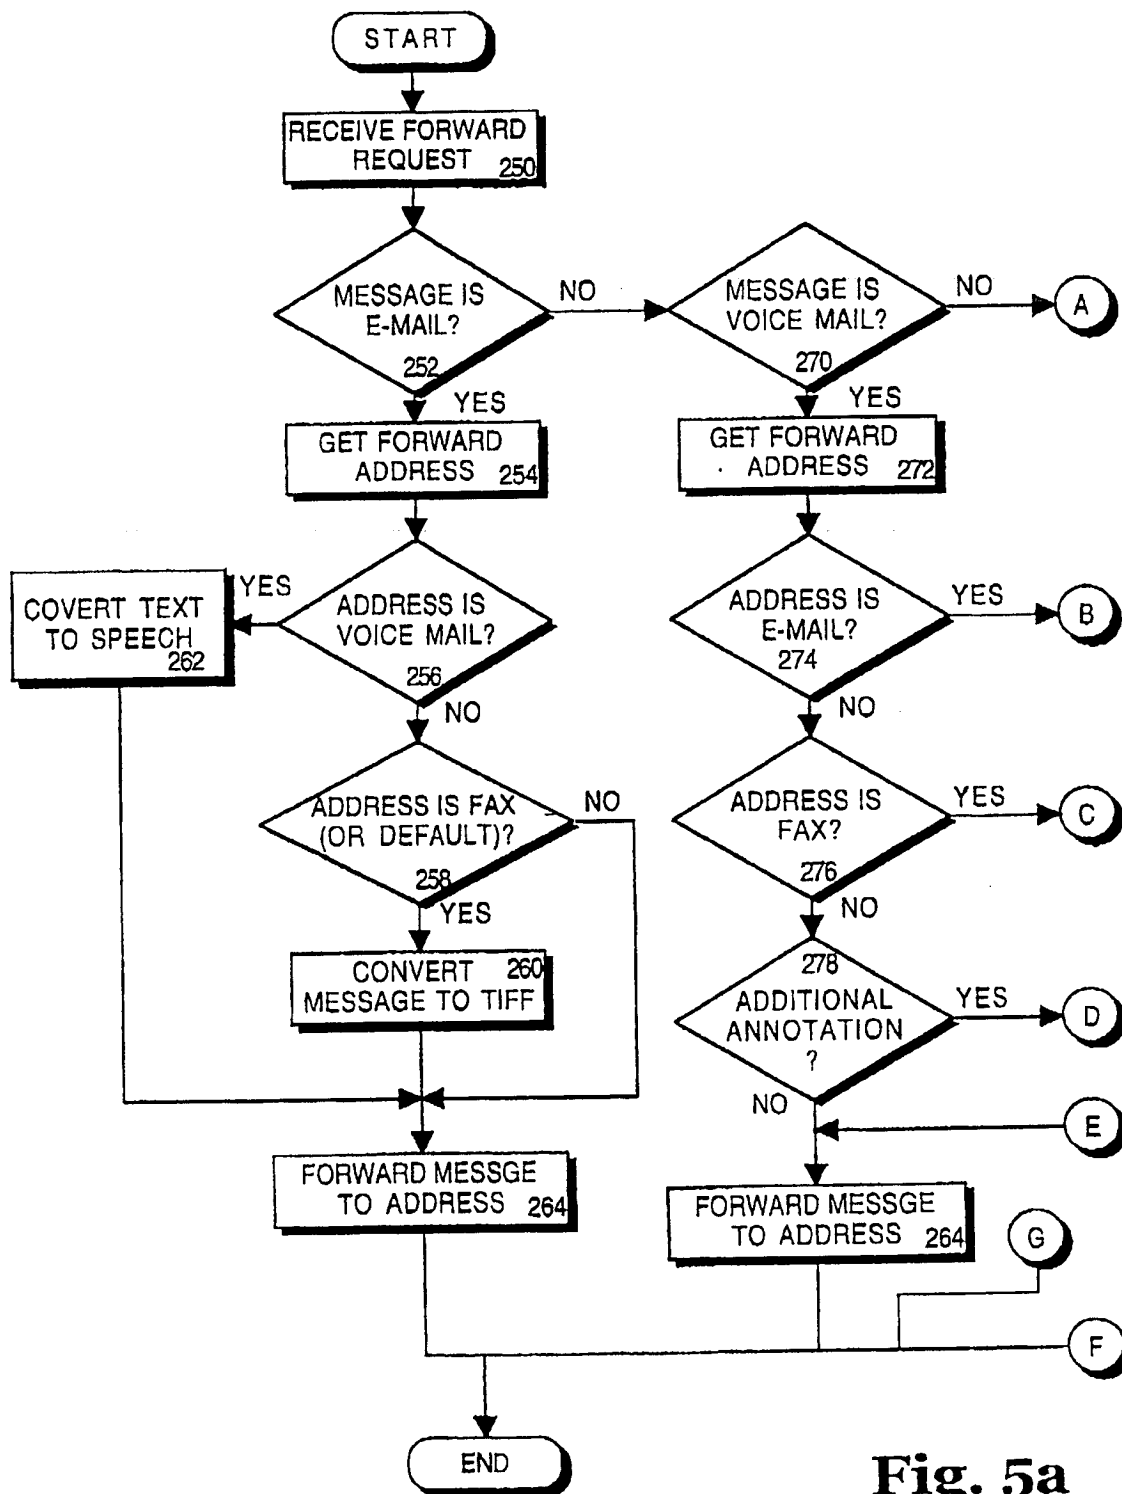 START
RECEIVE FORWARD
REQUEST 250
MESSAGE IS
E-MAIL?
252
NO
YES
MESSAGE IS
VOICE MAIL?
270
NO
A
YES
GET FORWARD
ADDRESS 254
GET FORWARD
ADDRESS 272
COVERT TEXT
TO SPEECH
262
YES
ADDRESS IS
VOICE MAIL?
256
NO
ADDRESS IS
E-MAIL?
274
YES
B
NO
ADDRESS IS FAX
(OR DEFAULT)?
258
NO
YES
ADDRESS IS
FAX?
276
YES
C
NO
CONVERT 260
MESSAGE TO TIFF
278
ADDITIONAL
ANNOTATION
?
YES
D
NO
E
FORWARD MESSGE
TO ADDRESS 264
FORWARD MESSGE
TO ADDRESS 264
G
F
END
Fig. 5a